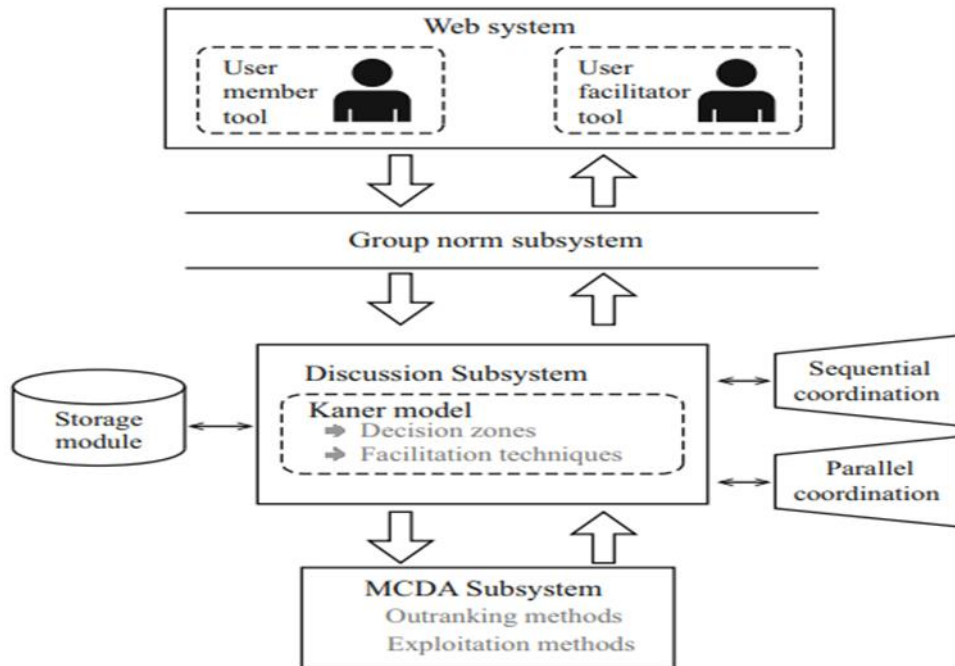 Web system
User
member
tool
User
facilitator
tool
Group norm subsystem
Discussion Subsystem
Kaner model
Decision zones
Facilitation techniques
Storage
module
Sequential
coordination
Parallel
coordination
MCDA Subsystem
Outranking methods
Exploitation methods